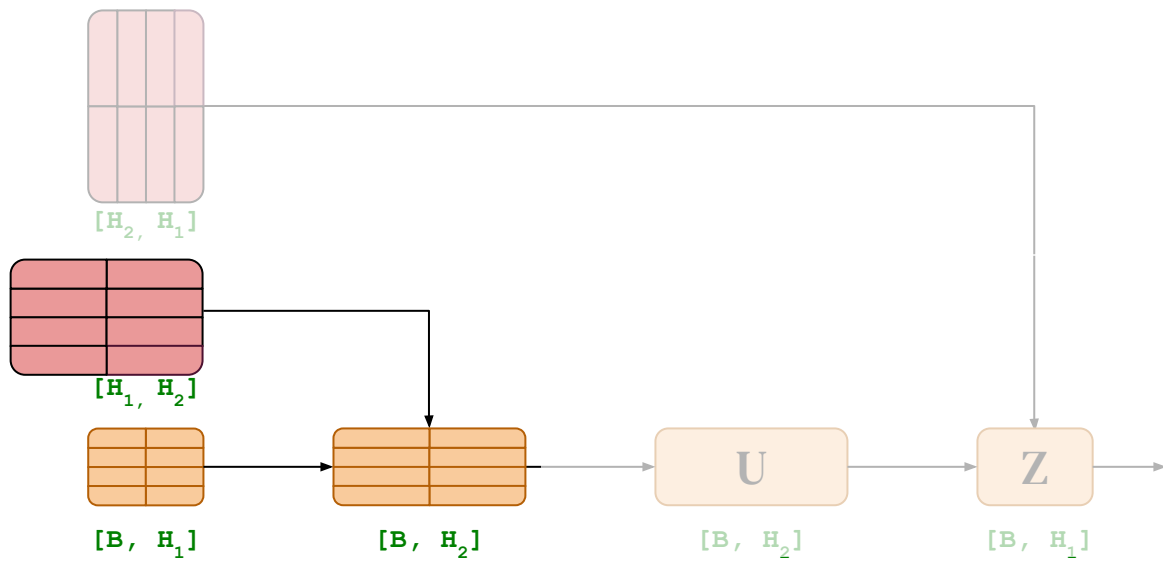 [H₂, H₁]
[H₁, H₂]
U
Z
[B, H₁]
[B, H₂]
[B, H₂]
[B, H₁]